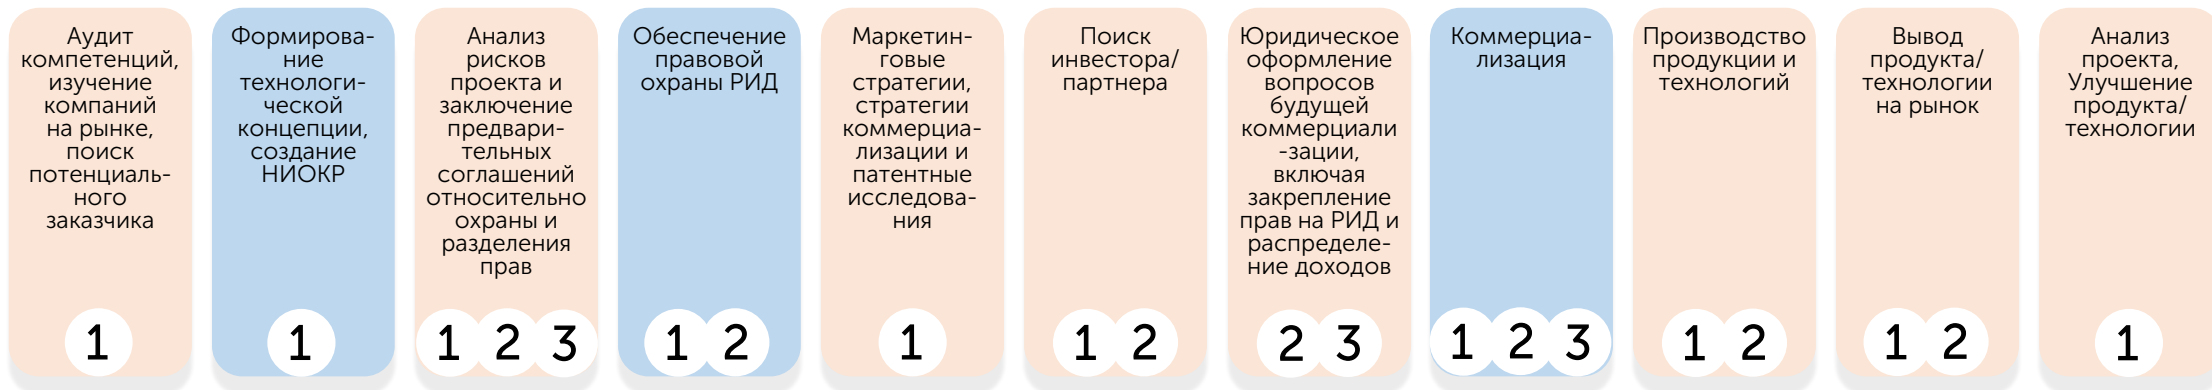 Аудит
компетенций,
изучение
компаний
на рынке,
поиск
потенциаль-
ного
заказчика
1
Формирова-
ние
технологи-
ческой
концепции,
создание
НИОКР
1
Анализ
рисков
проекта и
заключение
предвари-
тельных
соглашений
относительно
охраны и
разделения
прав
1 2 3
Обеспечение
правовой
охраны РИД
1 2
Маркетин-
говые
стратегии,
стратегии
коммерциа-
лизации и
патентные
исследова-
ния
1
Поиск
инвестора/
партнера
1 2
Юридическое
оформление
вопросов
будущей
коммерциали
-зации,
включая
закрепление
прав на РИД и
распределе-
ние доходов
2 3
Коммерциа-
лизация
1 2 3
Производство
продукции и
технологий
1 2
Вывод
продукта/
технологии
на рынок
1 2
Анализ
проекта,
Улучшение
продукта/
технологии
1